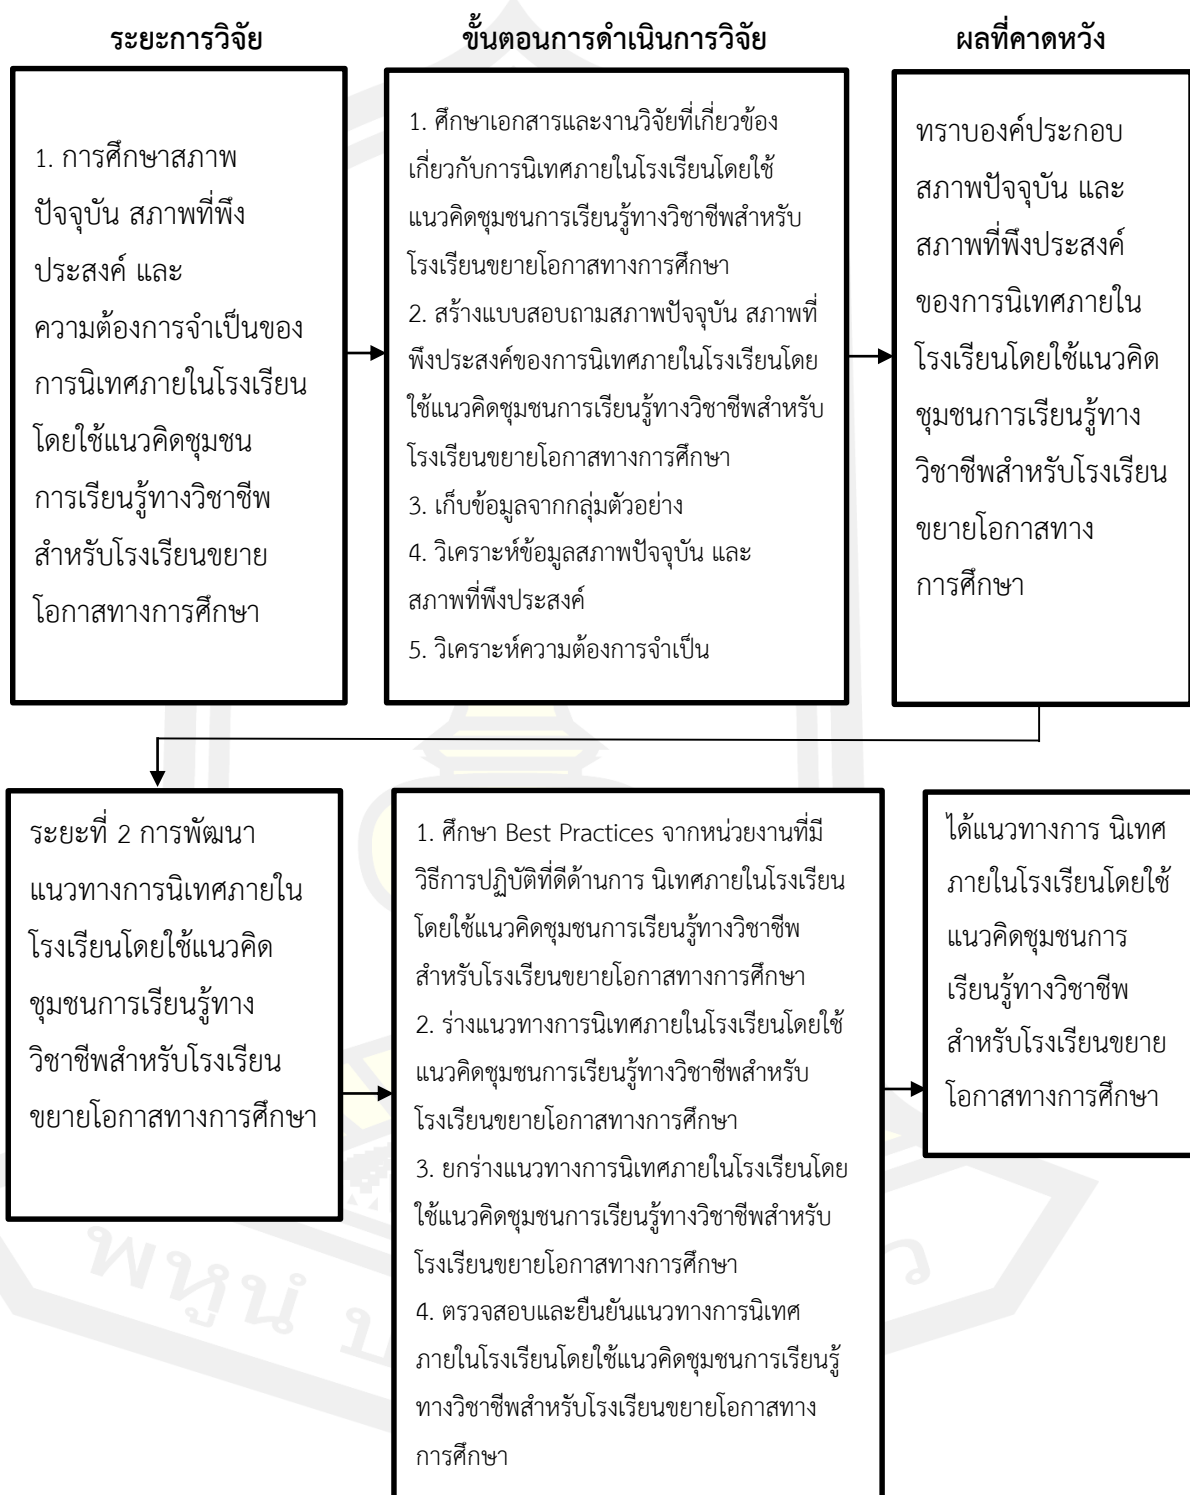 ระยะการวิจัย
ขั้นตอนการดำเนินการวิจัย
ผลที่คาดหวัง
1. การศึกษาสภาพ
ปัจจุบัน สภาพที่พึง
ประสงค์ และ
ความต้องการจำเป็นของ
การนิเทศภายในโรงเรียน
โดยใช้แนวคิดชุมชน
การเรียนรู้ทางวิชาชีพ
สำหรับโรงเรียนขยาย
โอกาสทางการศึกษา
1. ศึกษาเอกสารและงานวิจัยที่เกี่ยวข้อง
เกี่ยวกับการนิเทศภายในโรงเรียนโดยใช้
แนวคิดชุมชนการเรียนรู้ทางวิชาชีพสำหรับ
โรงเรียนขยายโอกาสทางการศึกษา
2. สร้างแบบสอบถามสภาพปัจจุบัน สภาพที่
พึงประสงค์ของการนิเทศภายในโรงเรียนโดย
ใช้แนวคิดชุมชนการเรียนรู้ทางวิชาชีพสำหรับ
โรงเรียนขยายโอกาสทางการศึกษา
3. เก็บข้อมูลจากกลุ่มตัวอย่าง
4. วิเคราะห์ข้อมูลสภาพปัจจุบัน และ
สภาพที่พึงประสงค์
5. วิเคราะห์ความต้องการจำเป็น
ทราบองค์ประกอบ
สภาพปัจจุบัน และ
สภาพที่พึงประสงค์
ของการนิเทศภายใน
โรงเรียนโดยใช้แนวคิด
ชุมชนการเรียนรู้ทาง
วิชาชีพสำหรับโรงเรียน
ขยายโอกาสทาง
การศึกษา
ระยะที่ 2 การพัฒนา
แนวทางการนิเทศภายใน
โรงเรียนโดยใช้แนวคิด
ชุมชนการเรียนรู้ทาง
วิชาชีพสำหรับโรงเรียน
ขยายโอกาสทางการศึกษา
1. ศึกษา Best Practices จากหน่วยงานที่มี
วิธีการปฏิบัติที่ดีด้านการ นิเทศภายในโรงเรียน
โดยใช้แนวคิดชุมชนการเรียนรู้ทางวิชาชีพ
สำหรับโรงเรียนขยายโอกาสทางการศึกษา
2. ร่างแนวทางการนิเทศภายในโรงเรียนโดยใช้
แนวคิดชุมชนการเรียนรู้ทางวิชาชีพสำหรับ
โรงเรียนขยายโอกาสทางการศึกษา
3. ยกร่างแนวทางการนิเทศภายในโรงเรียนโดย
ใช้แนวคิดชุมชนการเรียนรู้ทางวิชาชีพสำหรับ
โรงเรียนขยายโอกาสทางการศึกษา
4. ตรวจสอบและยืนยันแนวทางการนิเทศ
ภายในโรงเรียนโดยใช้แนวคิดชุมชนการเรียนรู้
ทางวิชาชีพสำหรับโรงเรียนขยายโอกาสทาง
การศึกษา
ได้แนวทางการ นิเทศ
ภายในโรงเรียนโดยใช้
แนวคิดชุมชนการ
เรียนรู้ทางวิชาชีพ
สำหรับโรงเรียนขยาย
โอกาสทางการศึกษา
พหูนํ